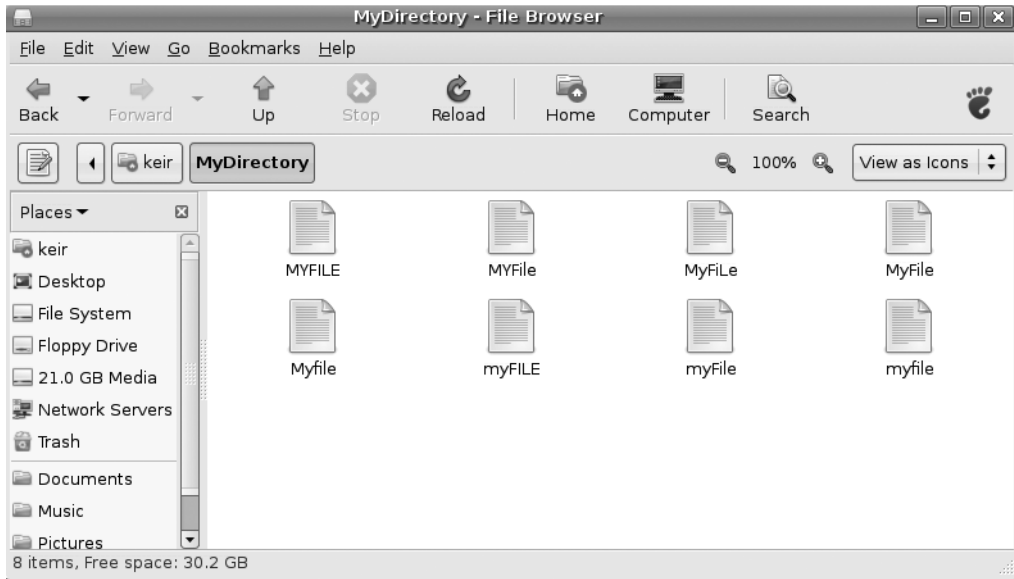 MyDirectory - File Browser
File Edit View Go Bookmarks Help
Back Forward Up Stop Reload Home Computer Search
keir MyDirectory 100% View as Icons
Places
keir
Desktop
File System
Floppy Drive
21.0 GB Media
Network Servers
Trash
Documents
Music
Pictures
MYFILE MYFile MyFiLe MyFile
Myfile myFILE myFile myfile
8 items, Free space: 30.2 GB